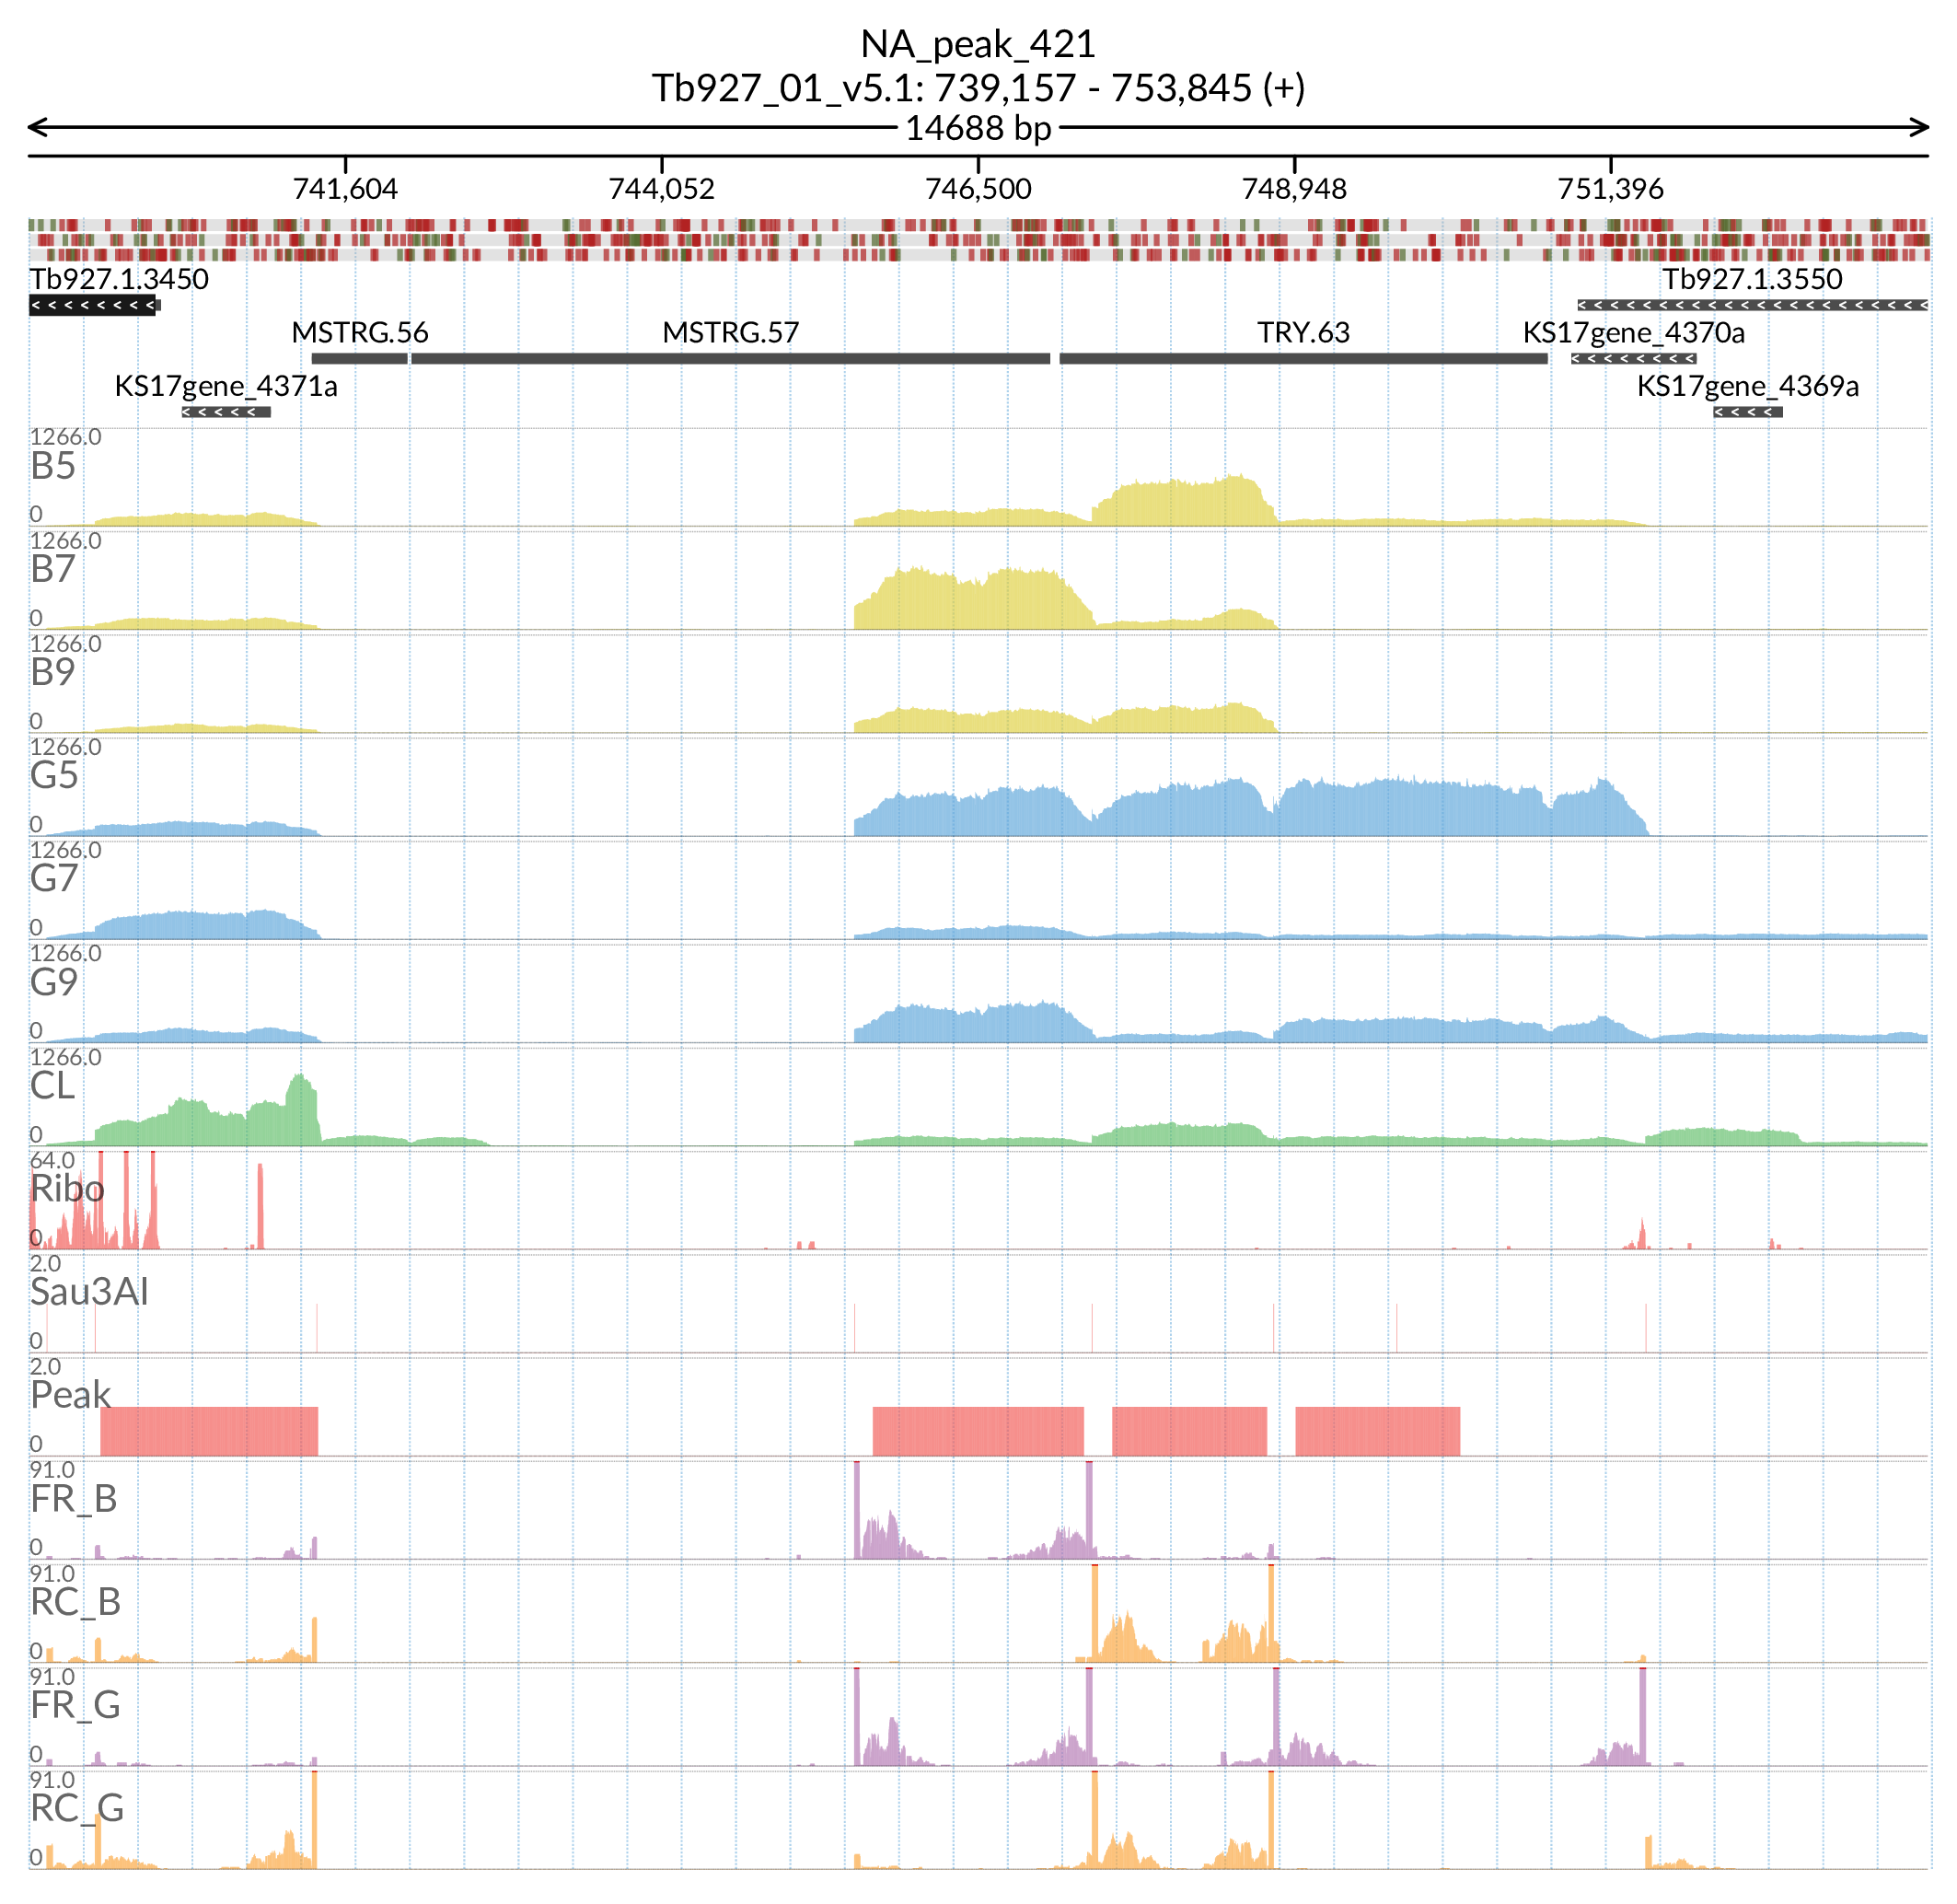 NA_peak_421
Tb927_01_v5.1: 739,157 - 753,845 (+)
14688 bp
741,604 744,052 746,500 748,948 751,396
Tb927.1.3450 Tb927.1.3550
MSTRG.56 MSTRG.57 TRY.63 KS17gene_4370a
KS17gene_4371a KS17gene_4369a
1266.0
B5
0
1266.0
B7
0
1266.0
B9
0
1266.0
G5
0
1266.0
G7
0
1266.0
G9
0
1266.0
CL
0
64.0
Ribo
0
2.0
Sau3AI
0
2.0
Peak
0
91.0
FR_B
0
91.0
RC_B
0
91.0
FR_G
0
91.0
RC_G
0